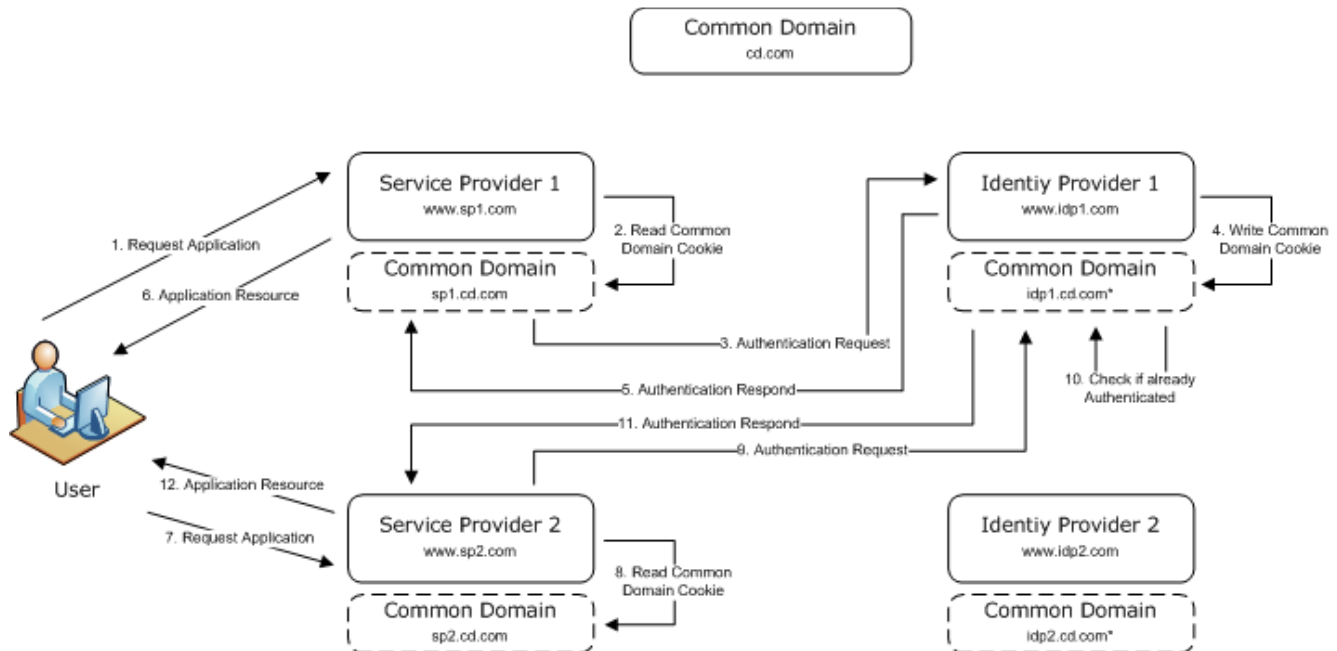 Common Domain
cd.com
Service Provider 1
www.sp1.com
Identiy Provider 1
www.idp1.com
2. Read Common
Domain Cookie
4. Write Common
Domain Cookie
1. Request Application
Common Domain
sp1.cd.com
Common Domain
idp1.cd.com*
6. Application Resource
3. Authentication Request
5. Authentication Respond
10. Check if already
Authenticated
11. Authentication Respond
9. Authentication Request
User
12. Application Resource
7. Request Application
Service Provider 2
www.sp2.com
Identiy Provider 2
www.idp2.com
8. Read Common
Domain Cookie
Common Domain
sp2.cd.com
Common Domain
idp2.cd.com*